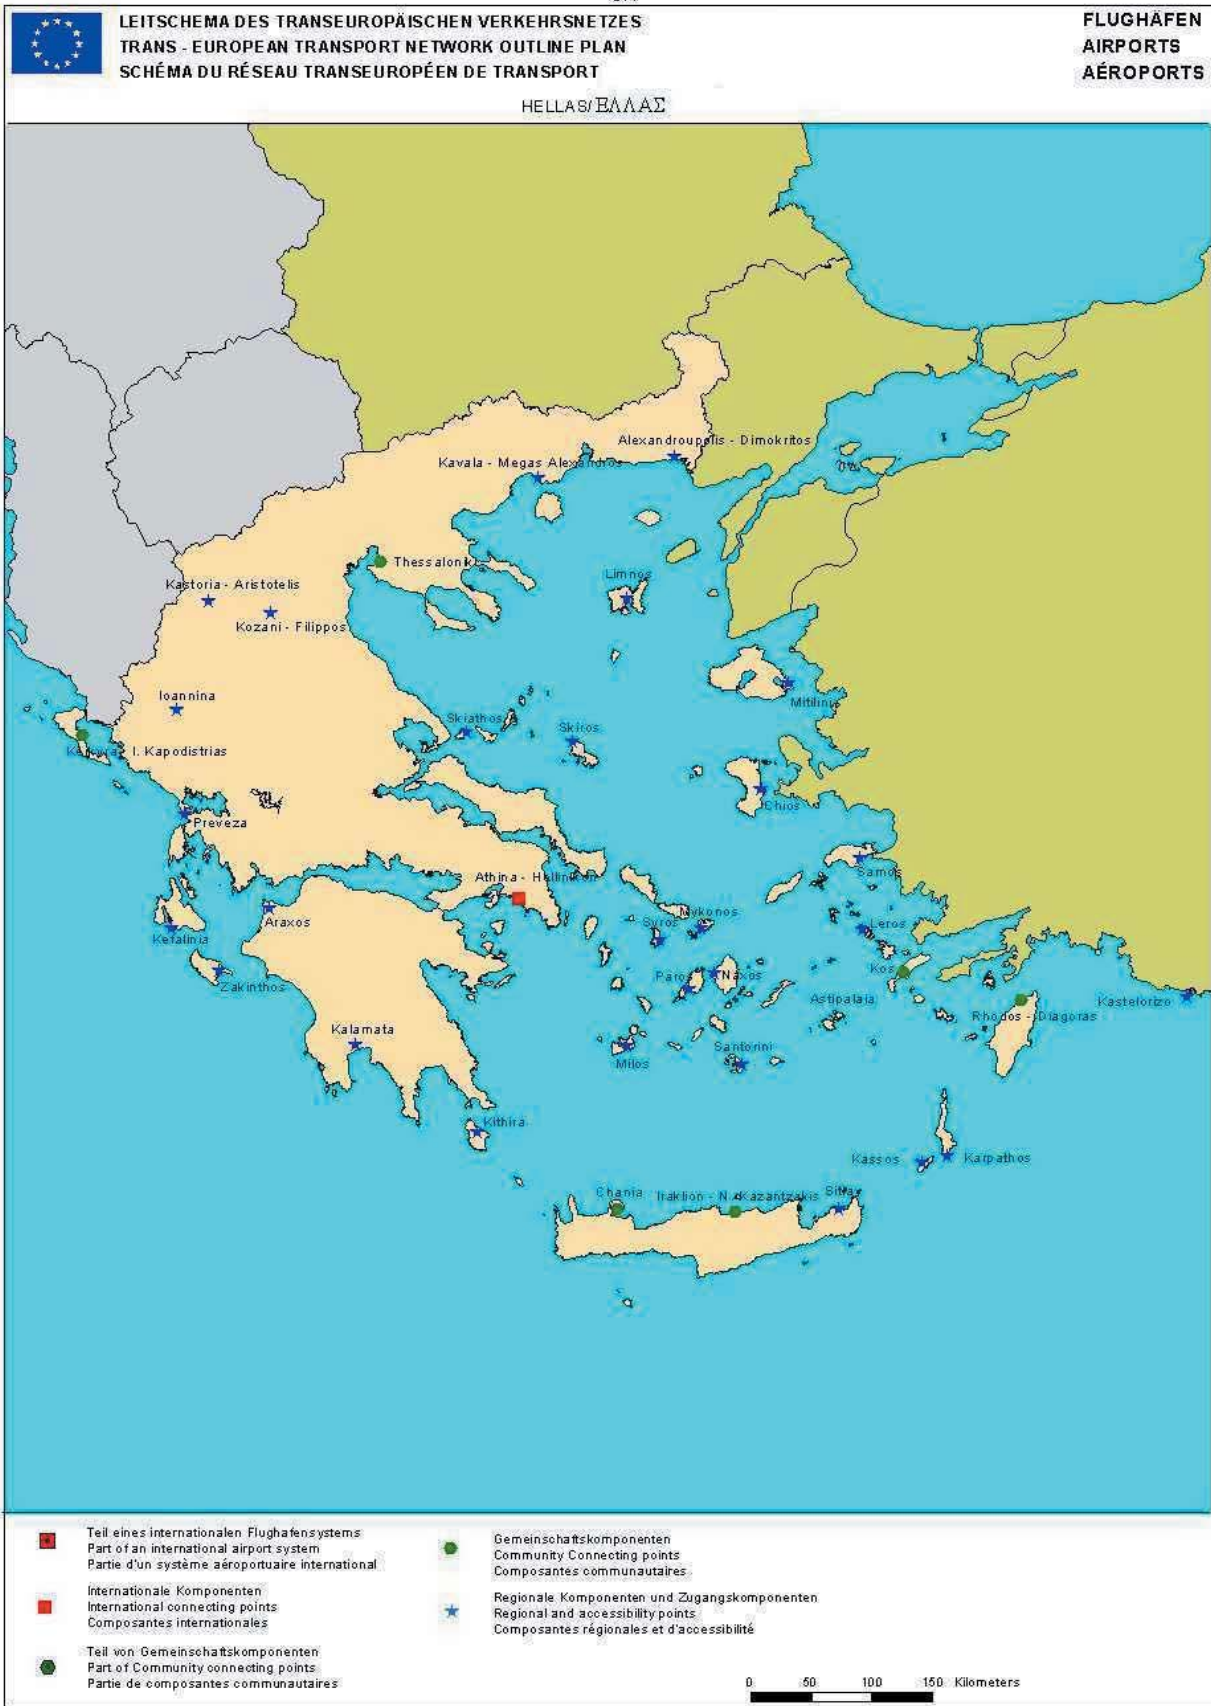 LEITSCHEMA DES TRANSEUROPÄISCHEN VERKEHRSNETZES
TRANS - EUROPEAN TRANSPORT NETWORK OUTLINE PLAN
SCHÉMA DU RÉSEAU TRANSEUROPÉEN DE TRANSPORT
FLUGHÄFEN
AIRPORTS
AÉROPORTS
HELLAS/ΕΛΛΑΣ
Alexandroupolis - Dimokritos
Kavala - Megas Alexandros
Thessaloniki
Limnos
Kastoria - Aristotelis
Kozani - Filippos
Ioannina
Mitilini
Skiathos
Skiros
Kerkyra - I. Kapodistrias
Chios
Preveza
Samos
Athina - Hellinikon
Mykonos
Syros
Araxos
Leros
Kefalinia
Kos
Paros
Naxos
Zakinthos
Astipalaia
Kastelorizo
Rhodos - Diagoras
Kalamata
Santorini
Milos
Kithira
Kassos
Karpathos
Chania
Iraklion - N. Kazantzakis
Sitia
Teil eines internationalen Flughafensystems
Part of an international airport system
Partie d'un système aéroportuaire international
Internationale Komponenten
International connecting points
Composantes internationales
Teil von Gemeinschaftskomponenten
Part of Community connecting points
Partie de composantes communautaires
Gemeinschaftskomponenten
Community Connecting points
Composantes communautaires
Regionale Komponenten und Zugangskomponenten
Regional and accessibility points
Composantes régionales et d'accessibilité
0 50 100 150 Kilometers